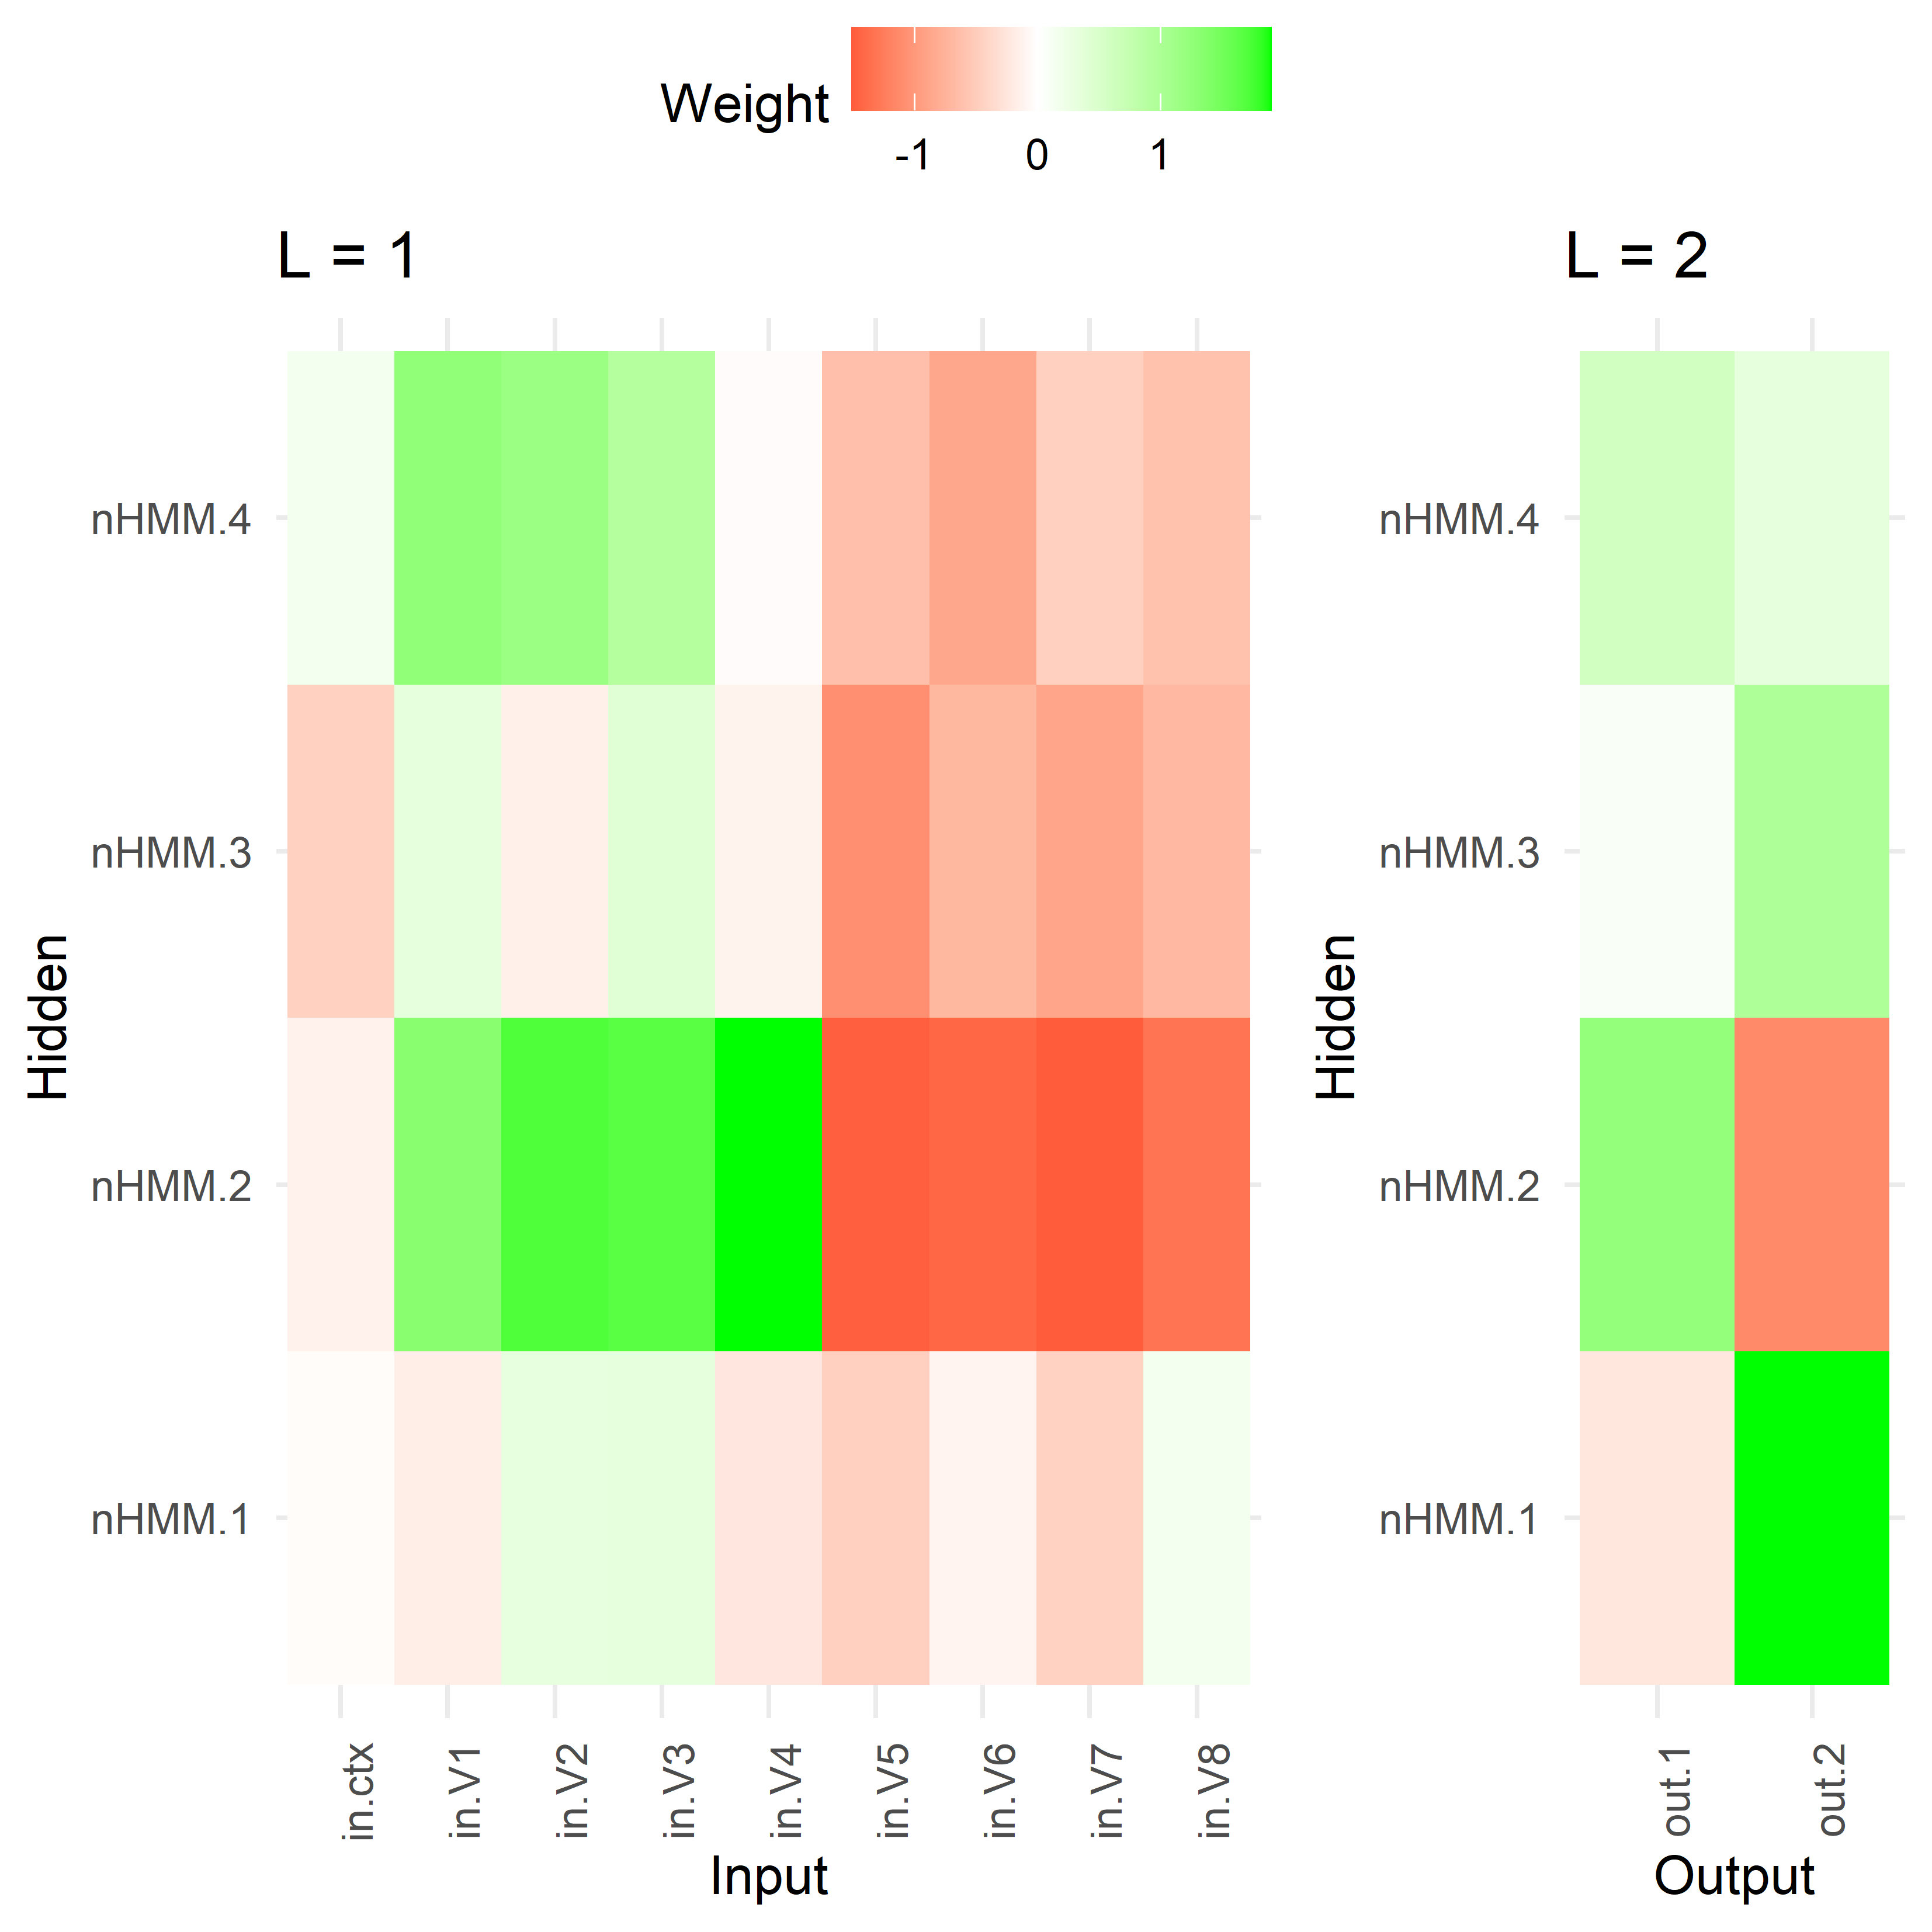 Weight
-1 0 1
L = 1
L = 2
Hidden
nHMM.4
nHMM.3
nHMM.2
nHMM.1
in.ctx in.V1 in.V2 in.V3 in.V4 in.V5 in.V6 in.V7 in.V8
Input
Hidden
nHMM.4
nHMM.3
nHMM.2
nHMM.1
out.1 out.2
Output